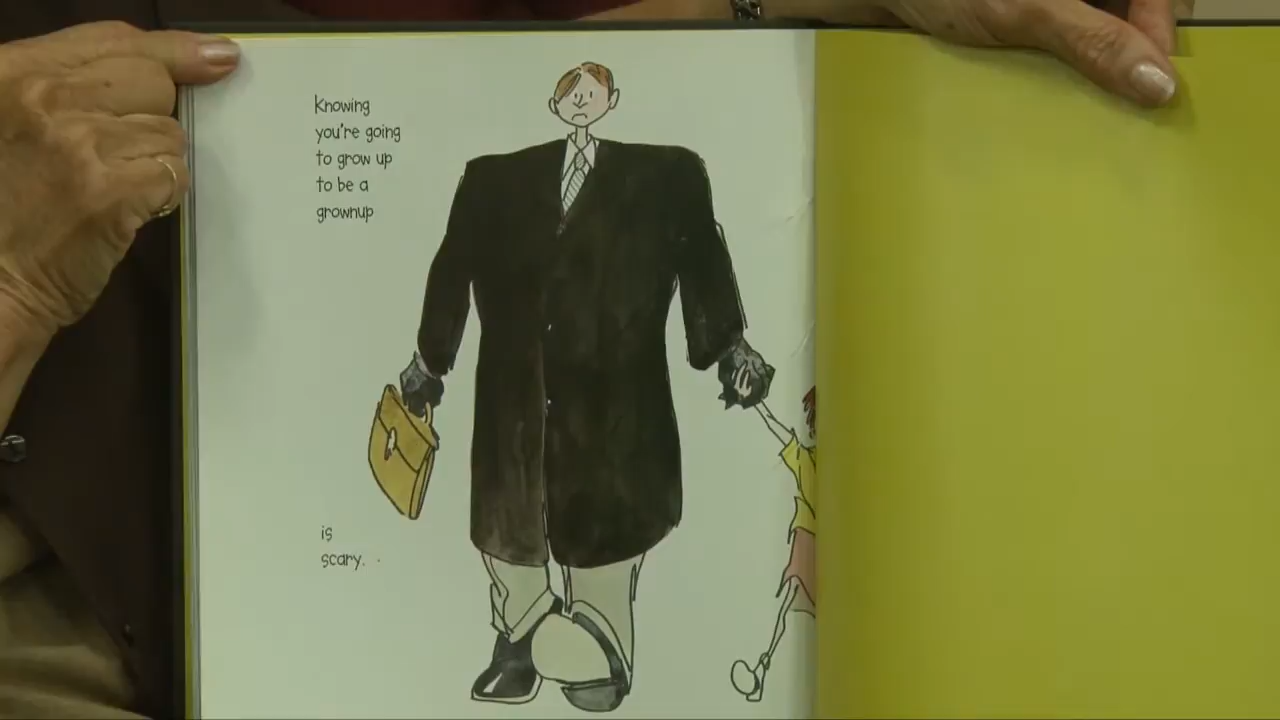 Knowing
you're going
to grow up
to be a
grownup
is
scary. .